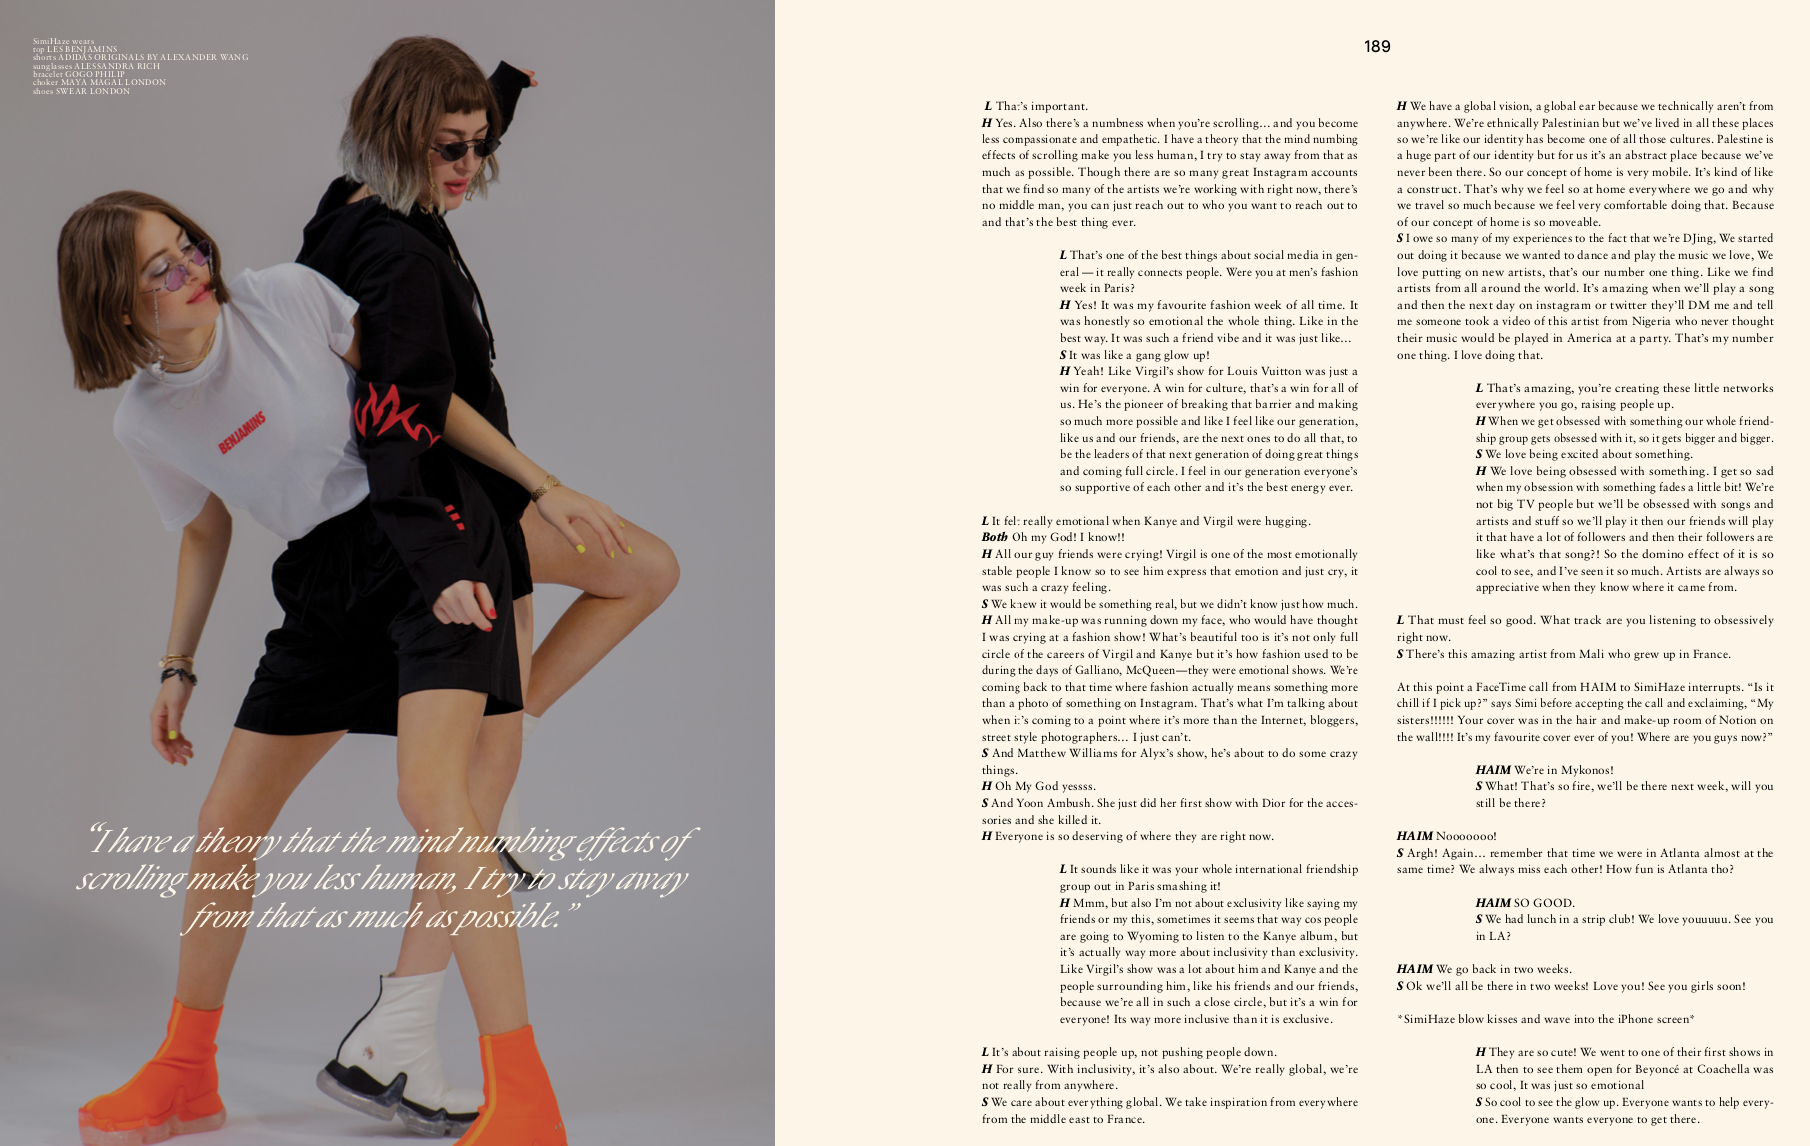 SimiHaze wears
top LES BENJAMINS
shorts ADIDAS ORIGINALS BY ALEXANDER WANG
sunglasses ALESSANDRA RICH
bracelet GOGO PHILIP
choker MAYA MAGAL LONDON
shoes SWEAR LONDON
BENJAMINS
“I have a theory that the mind numbing effects of
scrolling make you less human, I try to stay away
from that as much as possible.”
189
L That’s important.
H Yes. Also there’s a numbness when you’re scrolling… and you become
less compassionate and empathetic. I have a theory that the mind numbing
effects of scrolling make you less human, I try to stay away from that as
much as possible. Though there are so many great Instagram accounts
that we find so many of the artists we’re working with right now, there’s
no middle man, you can just reach out to who you want to reach out to
and that’s the best thing ever.
L That’s one of the best things about social media in gen-
eral — it really connects people. Were you at men’s fashion
week in Paris?
H Yes! It was my favourite fashion week of all time. It
was honestly so emotional the whole thing. Like in the
best way. It was such a friend vibe and it was just like…
S It was like a gang glow up!
H Yeah! Like Virgil’s show for Louis Vuitton was just a
win for everyone. A win for culture, that’s a win for all of
us. He’s the pioneer of breaking that barrier and making
so much more possible and like I feel like our generation,
like us and our friends, are the next ones to do all that, to
be the leaders of that next generation of doing great things
and coming full circle. I feel in our generation everyone’s
so supportive of each other and it’s the best energy ever.
L It felt really emotional when Kanye and Virgil were hugging.
Both Oh my God! I know!!
H All our guy friends were crying! Virgil is one of the most emotionally
stable people I know so to see him express that emotion and just cry, it
was such a crazy feeling.
S We knew it would be something real, but we didn’t know just how much.
H All my make-up was running down my face, who would have thought
I was crying at a fashion show! What’s beautiful too is it’s not only full
circle of the careers of Virgil and Kanye but it’s how fashion used to be
during the days of Galliano, McQueen—they were emotional shows. We’re
coming back to that time where fashion actually means something more
than a photo of something on Instagram. That’s what I’m talking about
when it’s coming to a point where it’s more than the Internet, bloggers,
street style photographers… I just can’t.
S And Matthew Williams for Alyx’s show, he’s about to do some crazy
things.
H Oh My God yessss.
S And Yoon Ambush. She just did her first show with Dior for the acces-
sories and she killed it.
H Everyone is so deserving of where they are right now.
L It sounds like it was your whole international friendship
group out in Paris smashing it!
H Mmm, but also I’m not about exclusivity like saying my
friends or my this, sometimes it seems that way cos people
are going to Wyoming to listen to the Kanye album, but
it’s actually way more about inclusivity than exclusivity.
Like Virgil’s show was a lot about him and Kanye and the
people surrounding him, like his friends and our friends,
because we’re all in such a close circle, but it’s a win for
everyone! Its way more inclusive than it is exclusive.
L It’s about raising people up, not pushing people down.
H For sure. With inclusivity, it’s also about. We’re really global, we’re
not really from anywhere.
S We care about everything global. We take inspiration from everywhere
from the middle east to France.
H We have a global vision, a global ear because we technically aren’t from
anywhere. We’re ethnically Palestinian but we’ve lived in all these places
so we’re like our identity has become one of all those cultures. Palestine is
a huge part of our identity but for us it’s an abstract place because we’ve
never been there. So our concept of home is very mobile. It’s kind of like
a construct. That’s why we feel so at home everywhere we go and why
we travel so much because we feel very comfortable doing that. Because
of our concept of home is so moveable.
S I owe so many of my experiences to the fact that we’re DJing, We started
out doing it because we wanted to dance and play the music we love, We
love putting on new artists, that’s our number one thing. Like we find
artists from all around the world. It’s amazing when we’ll play a song
and then the next day on instagram or twitter they’ll DM me and tell
me someone took a video of this artist from Nigeria who never thought
their music would be played in America at a party. That’s my number
one thing. I love doing that.
L That’s amazing, you’re creating these little networks
everywhere you go, raising people up.
H When we get obsessed with something our whole friend-
ship group gets obsessed with it, so it gets bigger and bigger.
S We love being excited about something.
H We love being obsessed with something. I get so sad
when my obsession with something fades a little bit! We’re
not big TV people but we’ll be obsessed with songs and
artists and stuff so we’ll play it then our friends will play
it that have a lot of followers and then their followers are
like what’s that song?! So the domino effect of it is so
cool to see, and I’ve seen it so much. Artists are always so
appreciative when they know where it came from.
L That must feel so good. What track are you listening to obsessively
right now.
S There’s this amazing artist from Mali who grew up in France.
At this point a FaceTime call from HAIM to SimiHaze interrupts. “Is it
chill if I pick up?” says Simi before accepting the call and exclaiming, “My
sisters!!!!!! Your cover was in the hair and make-up room of Notion on
the wall!!!! It’s my favourite cover ever of you! Where are you guys now?”
HAIM We’re in Mykonos!
S What! That’s so fire, we’ll be there next week, will you
still be there?
HAIM Nooooooo!
S Argh! Again… remember that time we were in Atlanta almost at the
same time? We always miss each other! How fun is Atlanta tho?
HAIM SO GOOD.
S We had lunch in a strip club! We love youuuuu. See you
in LA?
HAIM We go back in two weeks.
S Ok we’ll all be there in two weeks! Love you! See you girls soon!
*SimiHaze blow kisses and wave into the iPhone screen*
H They are so cute! We went to one of their first shows in
LA then to see them open for Beyoncé at Coachella was
so cool, It was just so emotional
S So cool to see the glow up. Everyone wants to help every-
one. Everyone wants everyone to get there.